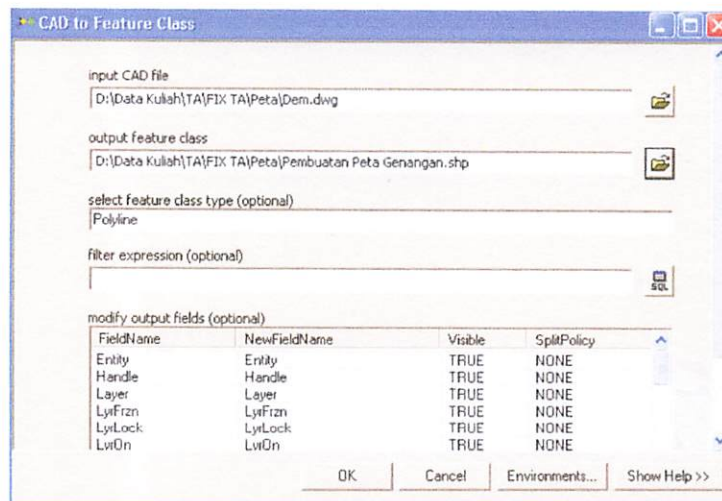 CAD to Feature Class
input CAD file
D:\Data Kuliah\TA\FIX TA\Peta\Dem.dwg
output feature class
D:\Data Kuliah\TA\FIX TA\Peta\Pembuatan Peta Genangan.shp
select feature class type (optional)
Polyline
filter expression (optional)
SQL
modify output fields (optional)
FieldName NewFieldName Visible SplitPolicy
Entity Entity TRUE NONE
Handle Handle TRUE NONE
Layer Layer TRUE NONE
LyrFrzn LyrFrzn TRUE NONE
LyrLock LyrLock TRUE NONE
LyrOn LyrOn TRUE NONE
OK Cancel Environments... Show Help >>